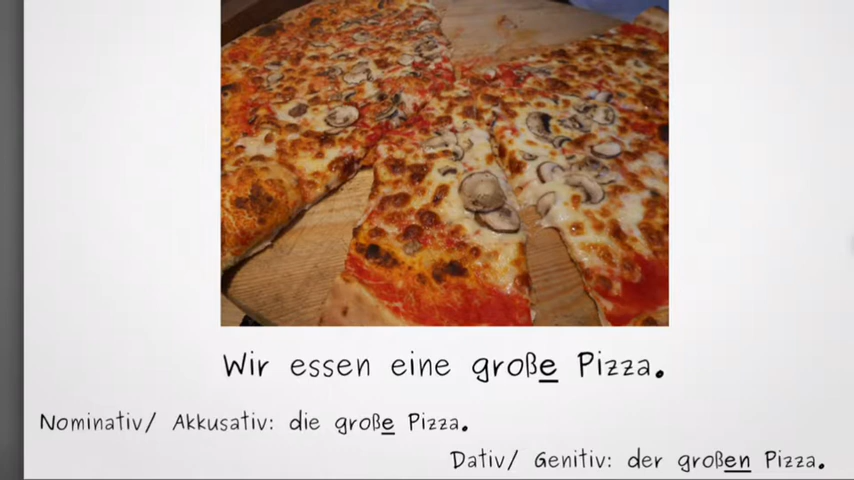 Wir essen eine große Pizza.
Nominativ/ Akkusativ: die große Pizza.
Dativ/ Genitiv: der großen Pizza.